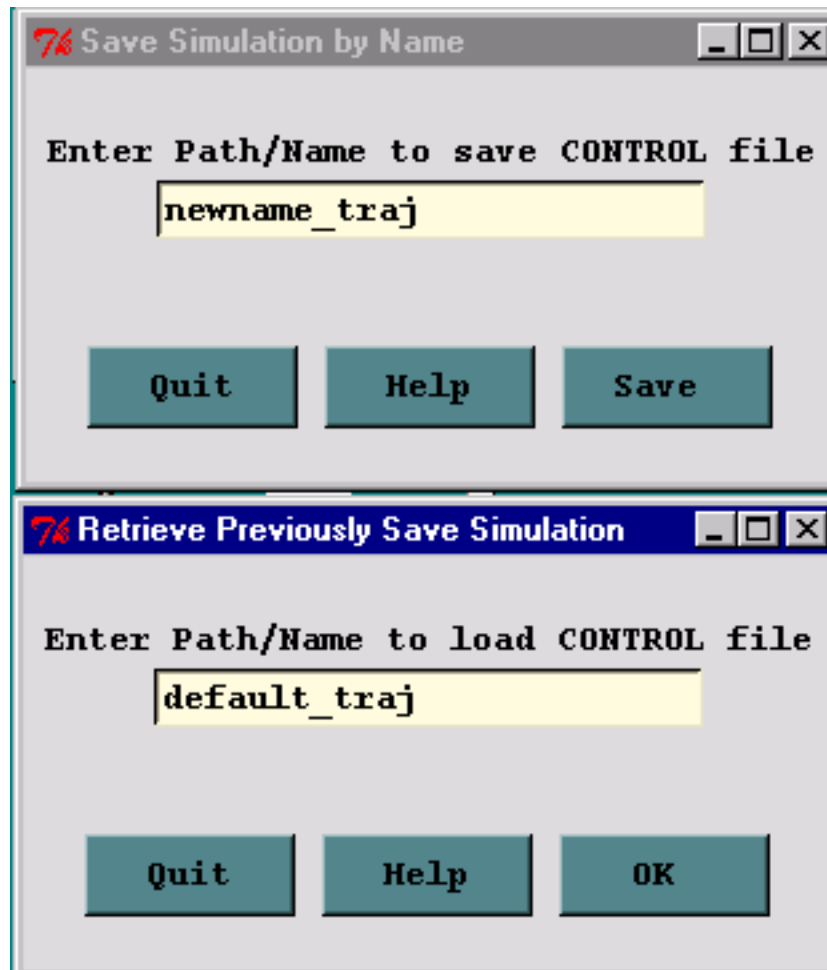 Save Simulation by Name
Enter Path/Name to save CONTROL file
newname_traj
Quit Help Save
Retrieve Previously Save Simulation
Enter Path/Name to load CONTROL file
default_traj
Quit Help OK